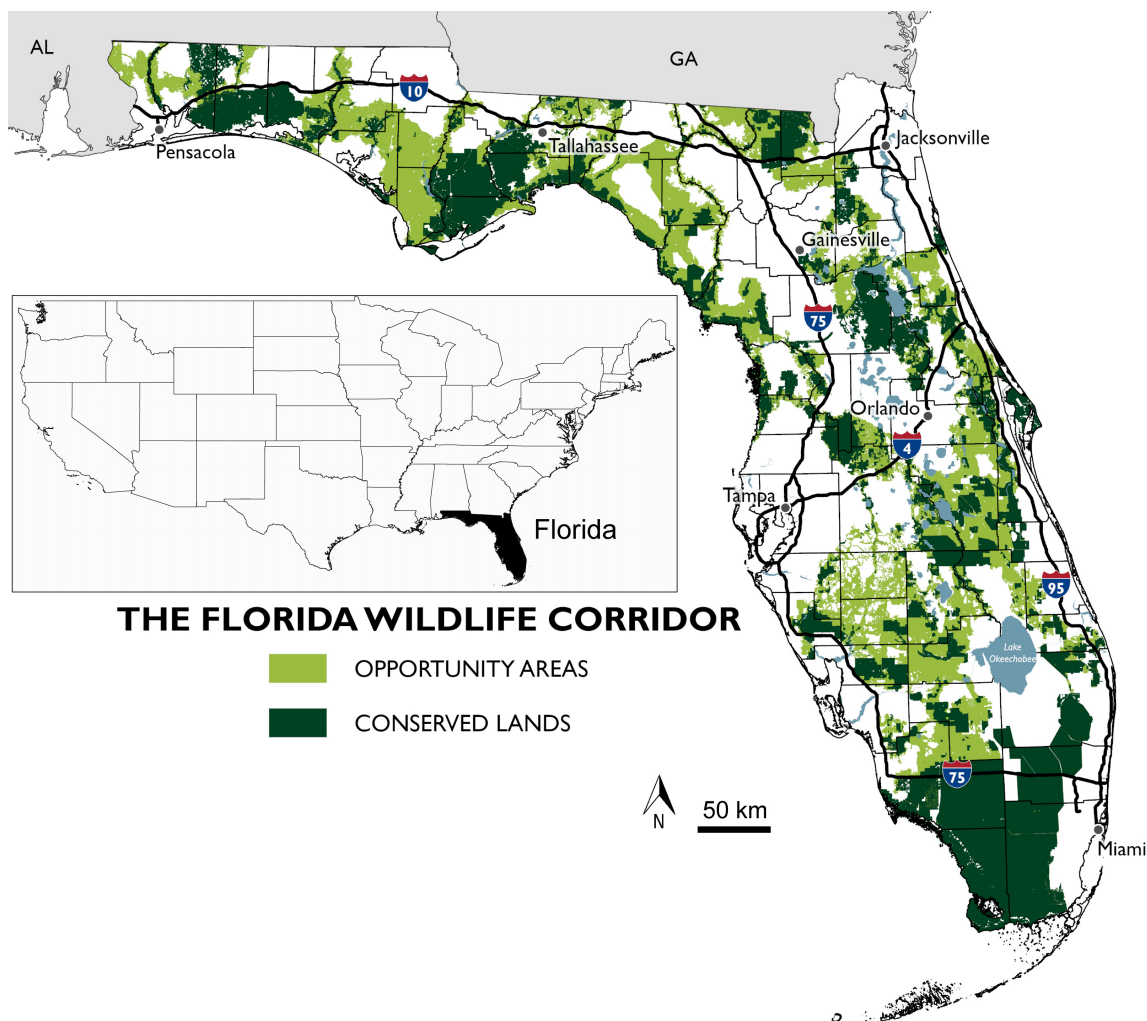 AL
GA
10
Pensacola
Tallahassee
Jacksonville
Gainesville
75
Orlando
4
Tampa
Florida
95
THE FLORIDA WILDLIFE CORRIDOR
Lake
Okeechobee
OPPORTUNITY AREAS
CONSERVED LANDS
75
N
50 km
Miami